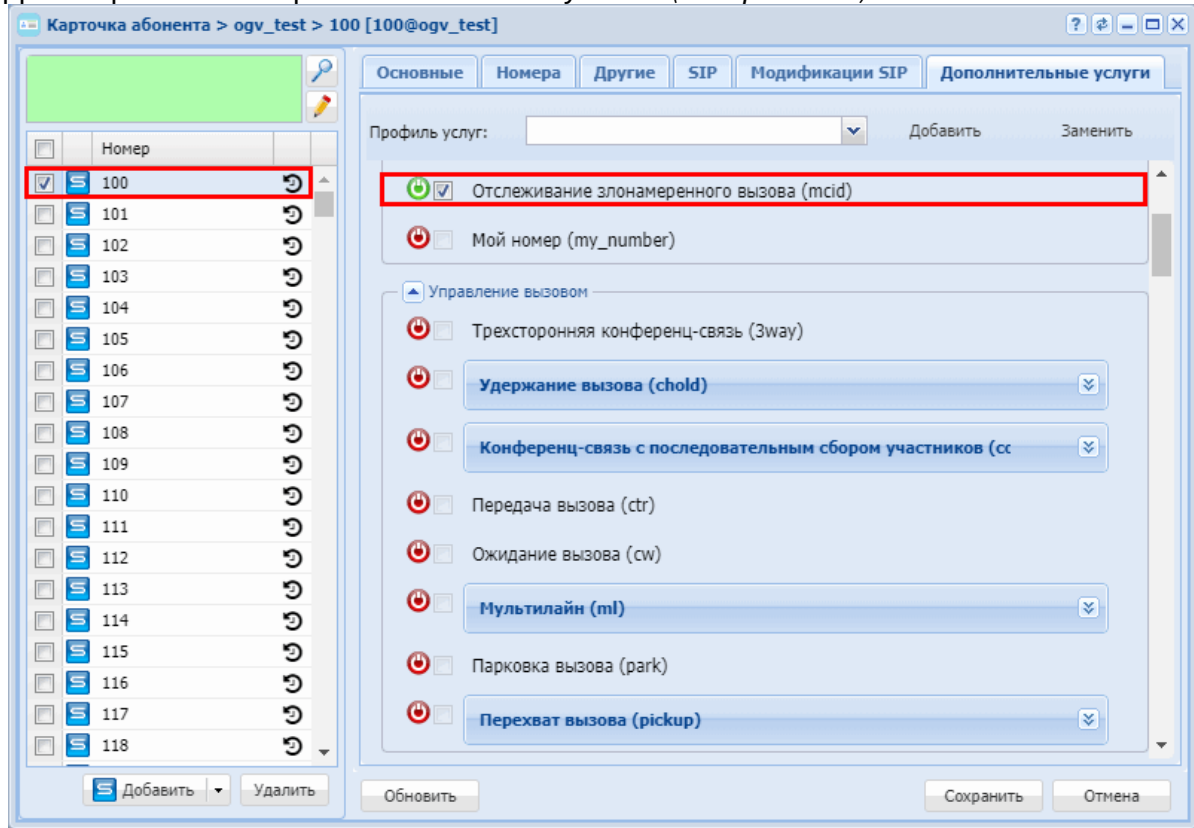 Карточка абонента > ogv_test > 100 [100@ogv_test]
Основные Номера Другие SIP Модификации SIP Дополнительные услуги
Профиль услуг: Добавить Заменить
Номер
100
101
102
103
104
105
106
107
108
109
110
111
112
113
114
115
116
117
118
Добавить Удалить
Отслеживание злонамеренного вызова (mcid)
Мой номер (my_number)
Управление вызовом
Трехсторонняя конференц-связь (3way)
Удержание вызова (chold)
Конференц-связь с последовательным сбором участников (cc
Передача вызова (ctr)
Ожидание вызова (cw)
Мультилайн (ml)
Парковка вызова (park)
Перехват вызова (pickup)
Обновить Сохранить Отмена